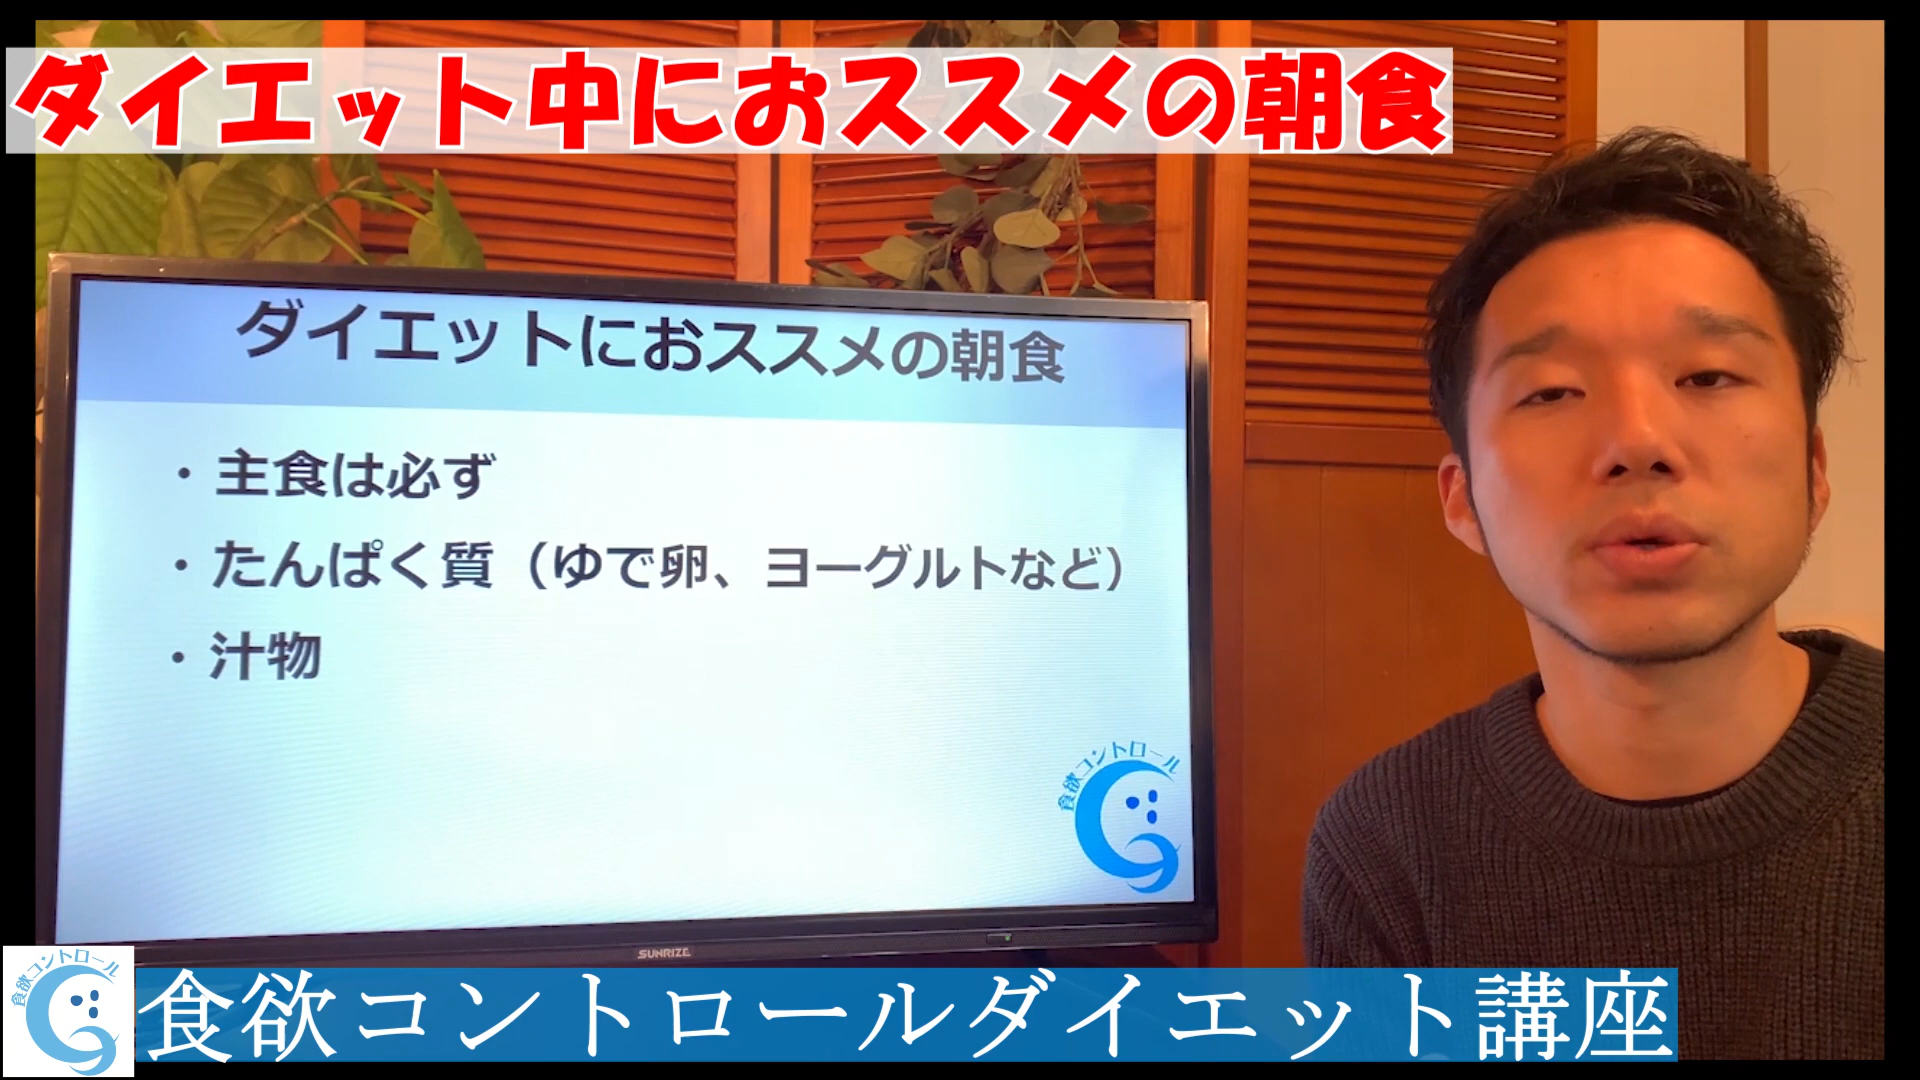 ダイエット中におススメの朝食
ダイエットにおススメの朝食
・主食は必ず
・たんぱく質（ゆで卵、ヨーグルトなど）
・汁物
食欲コントロール
SUNRIZE
食欲コントロール
食欲コントロールダイエット講座